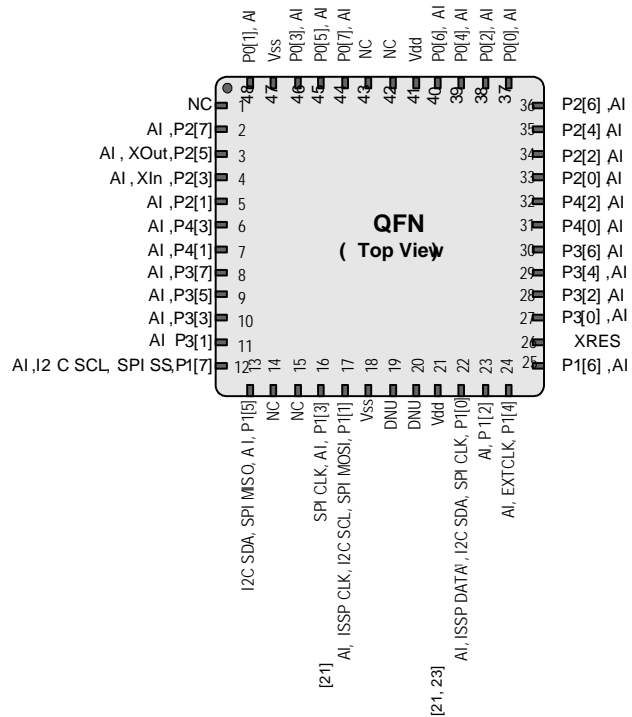 P0[1], AI
Vss
P0[3], AI
P0[5], AI
P0[7], AI
NC
NC
Vdd
P0[6], AI
P0[4], AI
P0[2], AI
P0[0], AI
48
47
46
45
44
43
42
41
40
39
38
37
NC 1
AI ,P2[7] 2
AI , XOut,P2[5] 3
AI , XIn ,P2[3] 4
AI ,P2[1] 5
AI ,P4[3] 6
AI ,P4[1] 7
AI ,P3[7] 8
AI ,P3[5] 9
AI ,P3[3] 10
AI P3[1] 11
AI ,I2 C SCL, SPI SS,P1[7] 12
QFN
( Top View)
36 P2[6] ,AI
35 P2[4] ,AI
34 P2[2] ,AI
33 P2[0] ,AI
32 P4[2] ,AI
31 P4[0] ,AI
30 P3[6] ,AI
29 P3[4] ,AI
28 P3[2] ,AI
27 P3[0] ,AI
26 XRES
25 P1[6] ,AI
13
14
15
16
17
18
19
20
21
22
23
24
I2C SDA, SPI MISO, AI, P1[5]
NC
NC
SPI CLK, AI, P1[3]
AI, ISSP CLK, I2C SCL, SPI MOSI, P1[1]
Vss
DNU
DNU
Vdd
AI, ISSP DATA¹, I2C SDA, SPI CLK, P1[0]
AI, P1[2]
AI, EXTCLK, P1[4]
[21]
[21, 23]